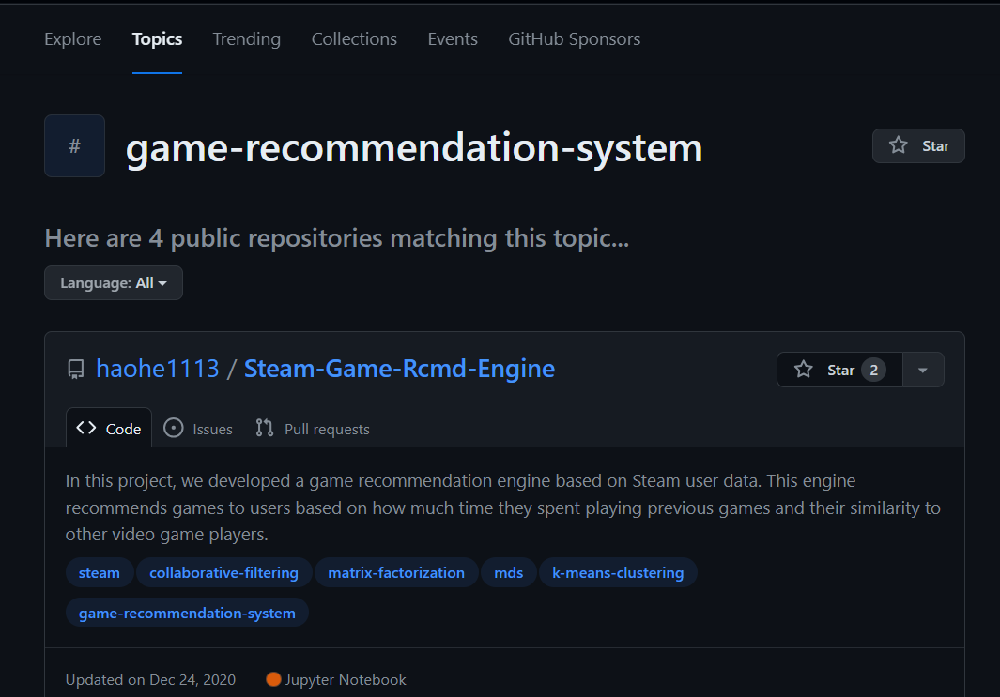 Explore Topics Trending Collections Events GitHub Sponsors
# game-recommendation-system Star
Here are 4 public repositories matching this topic...
Language: All
haohe1113 / Steam-Game-Rcmd-Engine Star 2
Code Issues Pull requests
In this project, we developed a game recommendation engine based on Steam user data. This engine
recommends games to users based on how much time they spent playing previous games and their similarity to
other video game players.
steam collaborative-filtering matrix-factorization mds k-means-clustering
game-recommendation-system
Updated on Dec 24, 2020 Jupyter Notebook